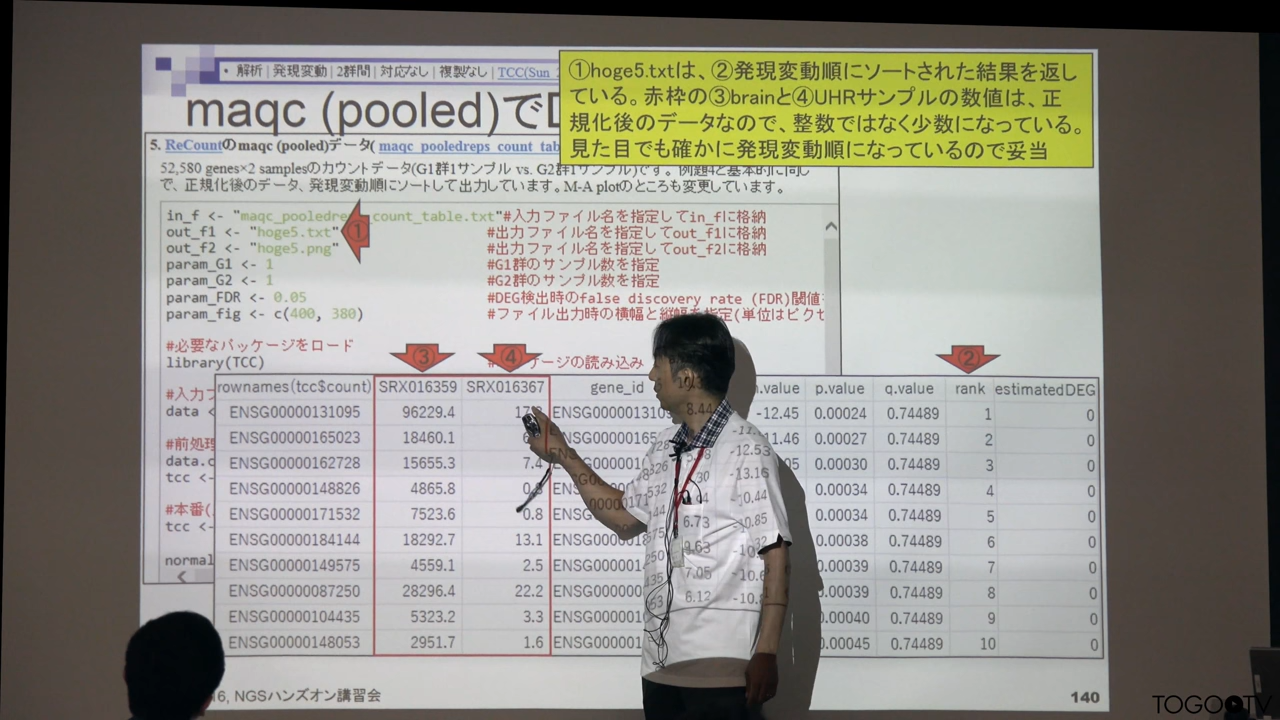 ・解析 | 発現変動 | 2群間 | 対応なし | 複製なし | TCC(Sun_2
maqc (pooled)で
①hoge5.txtは、②発現変動順にソートされた結果を返し
ている。赤枠の③brainと④UHRサンプルの数値は、正
規化後のデータなので、整数ではなく少数になっている。
見た目でも確かに発現変動順になっているので妥当
5. ReCountのmaqc (pooled)データ( maqc_pooledreps_count_tab
52,580 genes×2 samplesのカウントデータ(G1群1サンプル vs. G2群1サンプル)です。例題4と基本的に同じ
で、正規化後のデータ、発現変動順にソートして出力しています。M-A plotのところも変更しています。
in_f <- "maqc_pooledre _count_table.txt"#入力ファイル名を指定してin_fに格納
out_f1 <- "hoge5.txt" ① #出力ファイル名を指定してout_f1に格納
out_f2 <- "hoge5.png" #出力ファイル名を指定してout_f2に格納
param_G1 <- 1 #G1群のサンプル数を指定
param_G2 <- 1 #G2群のサンプル数を指定
param_FDR <- 0.05 #DEG検出時のfalse discovery rate (FDR)閾値
param_fig <- c(400, 380) #ファイル出力時の横幅と縦幅を指定(単位はピクセ
#必要なパッケージをロード
library(TCC) ージの読み込み
③ ④ ②
#入力フ
data <
#前処理
data.c
tcc <-
#本番(
tcc <-
normal
rownames(tcc$count) SRX016359 SRX016367 gene_id .value p.value q.value rank estimatedDEG
ENSG00000131095 96229.4 17 ENSG0000013109 8.44 -12.45 0.00024 0.74489 1 0
ENSG00000165023 18460.1 ENSG00000165 11.46 0.00027 0.74489 2 0
ENSG00000162728 15655.3 7.4 ENSG -12.53 0.00030 0.74489 3 0
ENSG00000148826 4865.8 ENSG -13.16 0.00034 0.74489 4 0
ENSG00000171532 7523.6 0.8 ENSG -10.44 0.00034 0.74489 5 0
ENSG00000184144 18292.7 13.1 ENSG00000018 6.73 -10.85 0.00038 0.74489 6 0
ENSG00000149575 4559.1 2.5 ENSG0000014 9.63 0.00039 0.74489 7 0
ENSG00000087250 28296.4 22.2 ENSG000000 7.05 0.00039 0.74489 8 0
ENSG00000104435 5323.2 3.3 ENSG0000010 6.12 0.00040 0.74489 9 0
ENSG00000148053 2951.7 1.6 ENSG0000014 0.00045 0.74489 10 0
16, NGSハンズオン講習会
140
TOGOTV